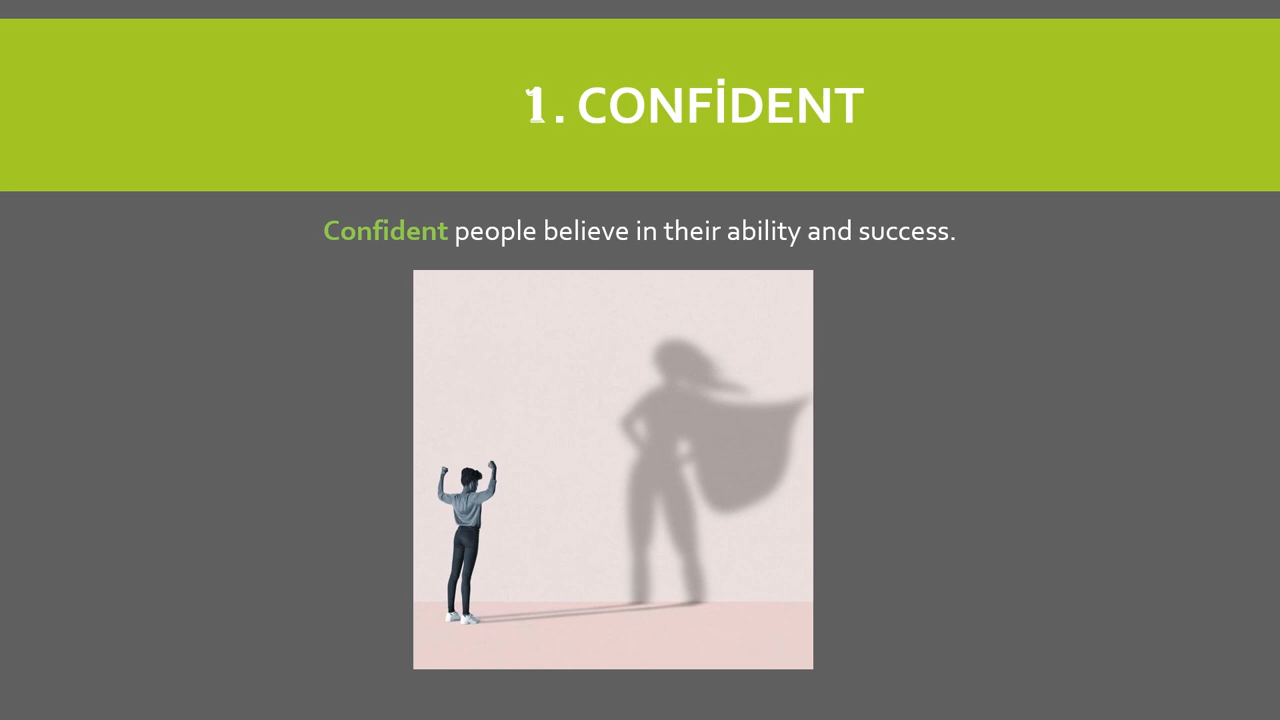 1. CONFİDENT
Confident people believe in their ability and success.